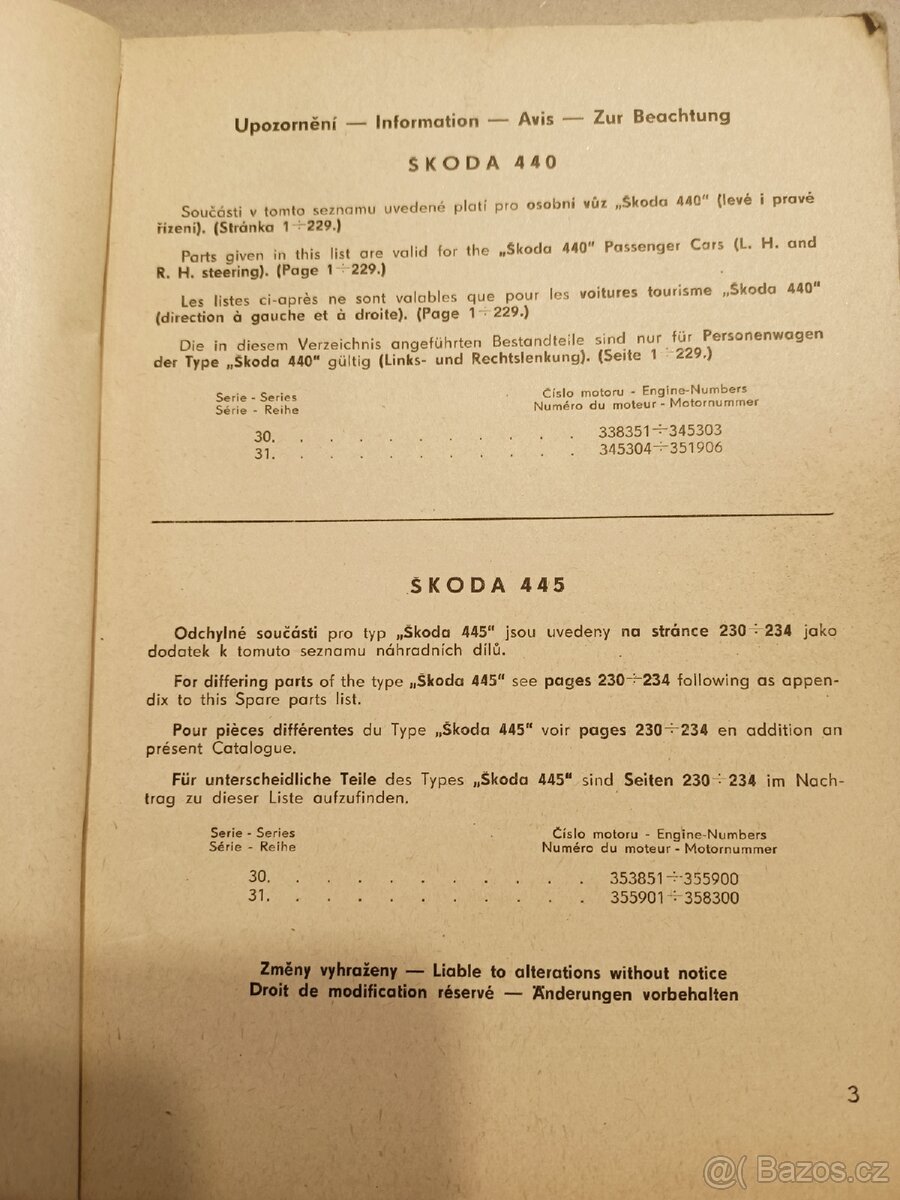 Upozornění — Information — Avis — Zur Beachtung
ŠKODA 440
Součásti v tomto seznamu uvedené platí pro osobní vůz „Škoda 440" (levé i pravé
řízení). (Stránka 1÷229.)
Parts given in this list are valid for the „Škoda 440" Passenger Cars (L. H. and
R. H. steering). (Page 1÷229.)
Les listes ci-après ne sont valables que pour les voitures tourisme „Škoda 440"
(direction à gauche et à droite). (Page 1÷229.)
Die in diesem Verzeichnis angeführten Bestandteile sind nur für Personenwagen
der Type „Škoda 440" gültig (Links- und Rechtslenkung). (Seite 1÷229.)
Serie - Series Číslo motoru - Engine-Numbers
Série - Reihe Numéro du moteur - Motornummer
30. . . . . . . . . . . . 338351÷345303
31. . . . . . . . . . . . 345304÷351906
ŠKODA 445
Odchylné součásti pro typ „Škoda 445" jsou uvedeny na stránce 230÷234 jako
dodatek k tomuto seznamu náhradních dílů.
For differing parts of the type „Škoda 445" see pages 230÷234 following as appen-
dix to this Spare parts list.
Pour pièces différentes du Type „Škoda 445" voir pages 230÷234 en addition an
présent Catalogue.
Für unterscheidliche Teile des Types „Škoda 445" sind Seiten 230÷234 im Nach-
trag zu dieser Liste aufzufinden.
Serie - Series Číslo motoru - Engine-Numbers
Série - Reihe Numéro du moteur - Motornummer
30. . . . . . . . . . . . 353851÷355900
31. . . . . . . . . . . . 355901÷358300
Změny vyhraženy — Liable to alterations without notice
Droit de modification réservé — Änderungen vorbehalten
3
@( Bazos.cz